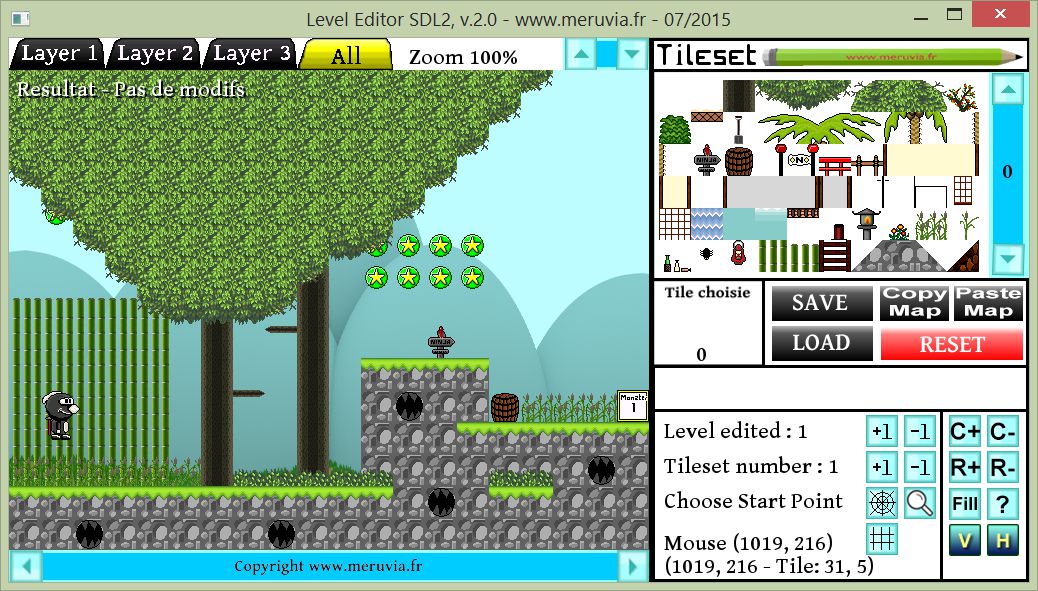 Level Editor SDL2, v.2.0 - www.meruvia.fr - 07/2015
Layer 1 Layer 2 Layer 3 All Zoom 100%
Resultat - Pas de modifs
Tileset www.meruvia.fr
NINJA
NINJA
N
0
Tile choisie
0
SAVE
Copy Map
Paste Map
LOAD
RESET
1
Level edited : 1 +1 -1 C+ C-
Tileset number : 1 +1 -1 R+ R-
Choose Start Point Fill ?
Mouse (1019, 216) V H
(1019, 216 - Tile: 31, 5)
Copyright www.meruvia.fr